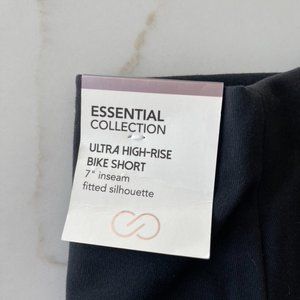 ESSENTIAL
COLLECTION
ULTRA HIGH-RISE
BIKE SHORT
7" inseam
fitted silhouette